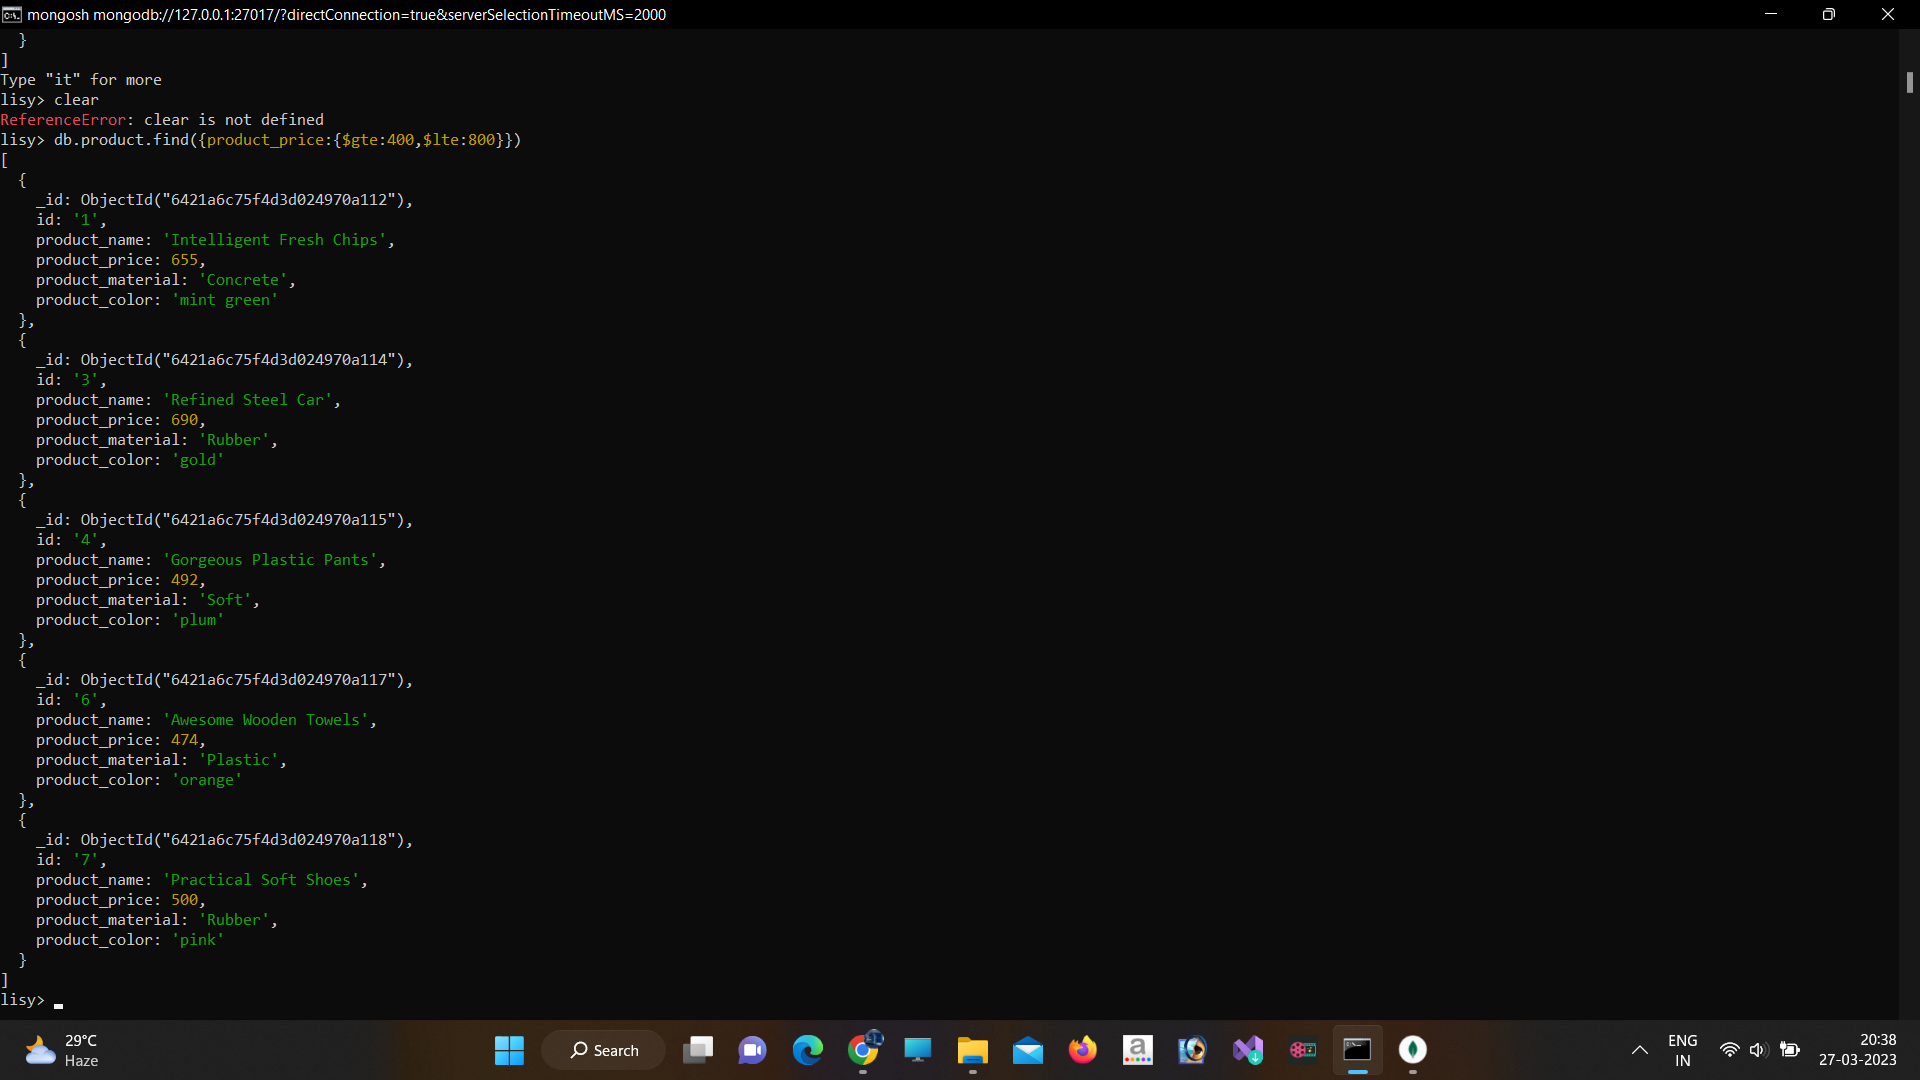 mongosh mongodb://127.0.0.1:27017/?directConnection=true&serverSelectionTimeoutMS=2000
  }
]
Type "it" for more
lisy> clear
ReferenceError: clear is not defined
lisy> db.product.find({product_price:{$gte:400,$lte:800}})
[
  {
    _id: ObjectId("6421a6c75f4d3d024970a112"),
    id: '1',
    product_name: 'Intelligent Fresh Chips',
    product_price: 655,
    product_material: 'Concrete',
    product_color: 'mint green'
  },
  {
    _id: ObjectId("6421a6c75f4d3d024970a114"),
    id: '3',
    product_name: 'Refined Steel Car',
    product_price: 690,
    product_material: 'Rubber',
    product_color: 'gold'
  },
  {
    _id: ObjectId("6421a6c75f4d3d024970a115"),
    id: '4',
    product_name: 'Gorgeous Plastic Pants',
    product_price: 492,
    product_material: 'Soft',
    product_color: 'plum'
  },
  {
    _id: ObjectId("6421a6c75f4d3d024970a117"),
    id: '6',
    product_name: 'Awesome Wooden Towels',
    product_price: 474,
    product_material: 'Plastic',
    product_color: 'orange'
  },
  {
    _id: ObjectId("6421a6c75f4d3d024970a118"),
    id: '7',
    product_name: 'Practical Soft Shoes',
    product_price: 500,
    product_material: 'Rubber',
    product_color: 'pink'
  }
]
lisy>
29°C
Haze
Search
ENG
IN
20:38
27-03-2023